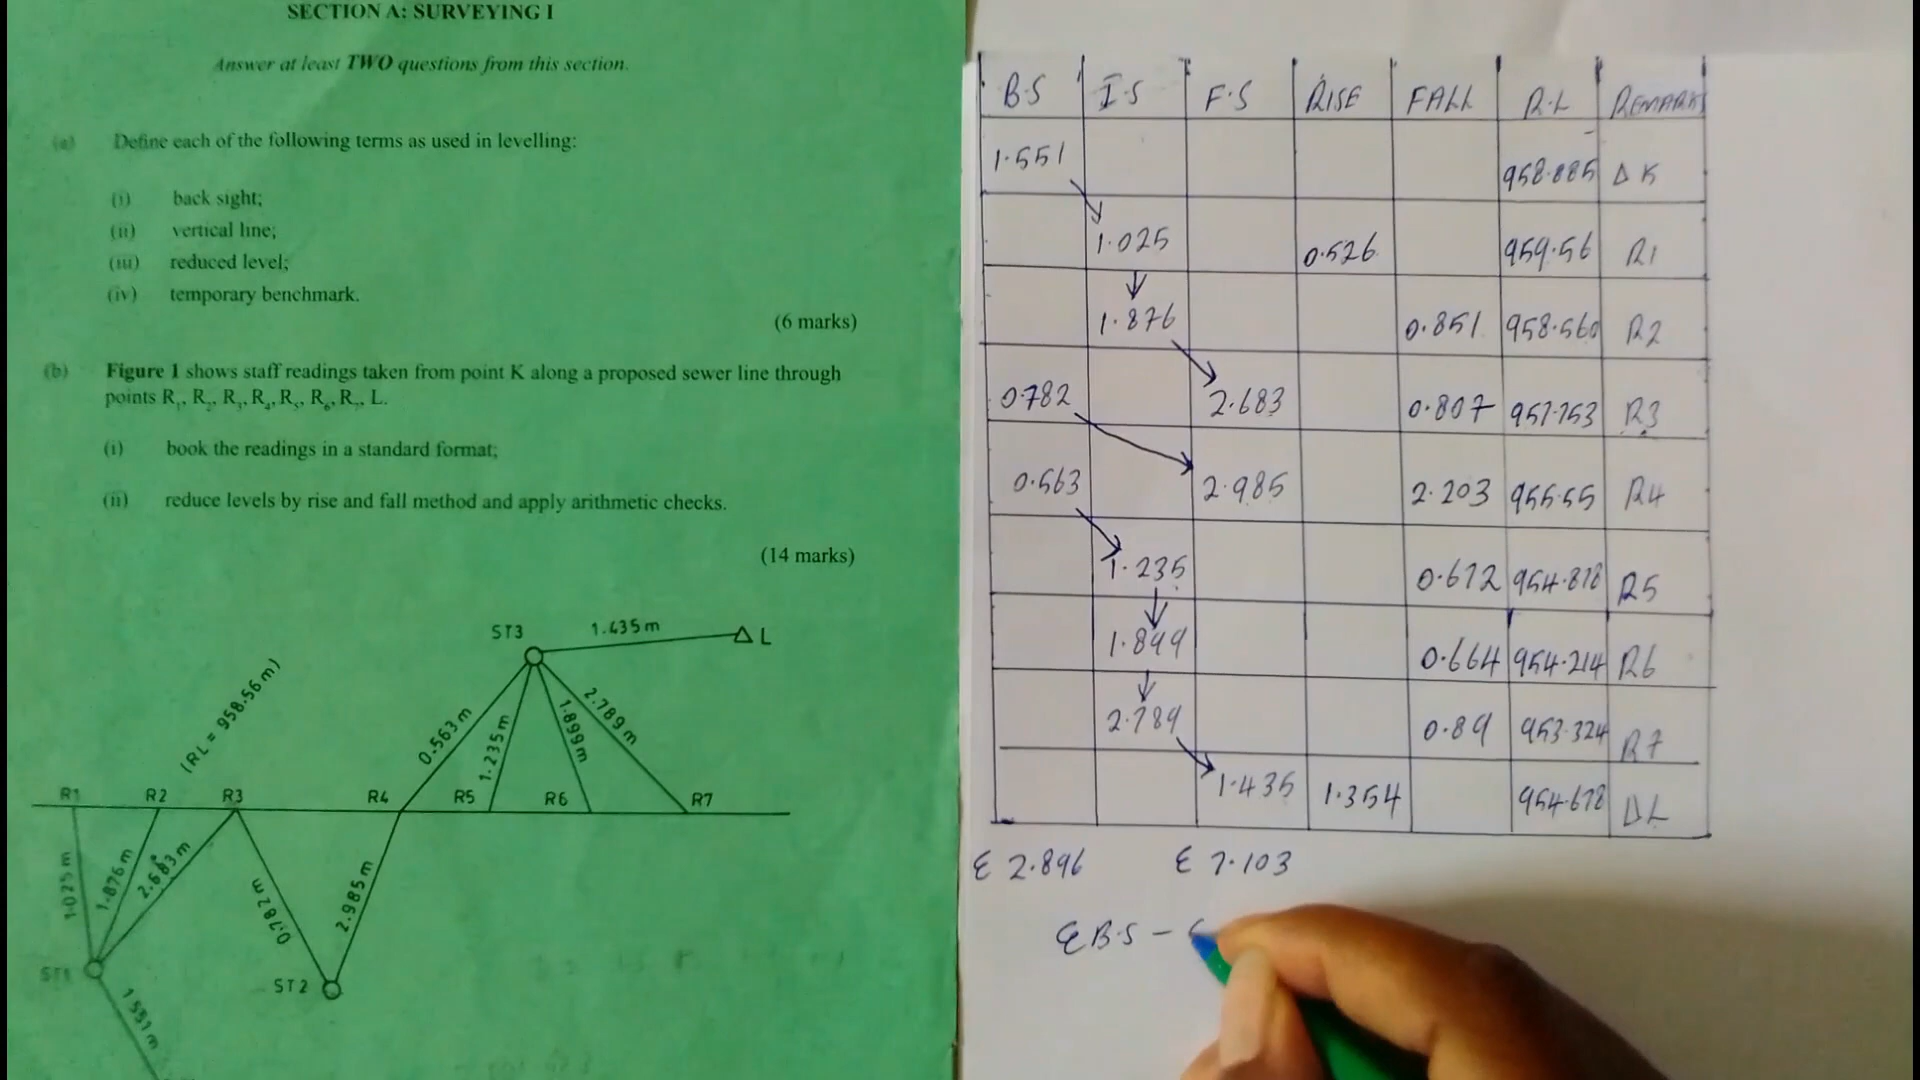 SECTION A: SURVEYING I
Answer at least TWO questions from this section.
(a) Define each of the following terms as used in levelling:
(i) back sight;
(ii) vertical line;
(iii) reduced level;
(iv) temporary benchmark.
(6 marks)
(b) Figure 1 shows staff readings taken from point K along a proposed sewer line through
points R₁, R₂, R₃, R₄, R₅, R₆, R₇, L.
(i) book the readings in a standard format;
(ii) reduce levels by rise and fall method and apply arithmetic checks.
(14 marks)
ST3 1.435 m L
(RL = 958.56 m)
0.563 m 1.235m 1.899m 2.789 m
R1 R2 R3 R4 R5 R6 R7
1.025 m 1.876m 2.683 m 0.782 m 2.985m
ST1 ST2
1.551 m
B.S I.S F.S RISE FALL R.L REMARKS
1.551 958.885 Δ K
1.025 0.526 959.56 R1
1.876 0.851 958.560 R2
0.782 2.683 0.807 957.753 R3
0.563 2.985 2.203 955.55 R4
1.235 0.672 954.878 R5
1.899 0.664 954.214 R6
2.789 0.89 953.324 R7
1.435 1.354 954.678 ΔL
Σ 2.896 Σ 7.103
ΣB.S –